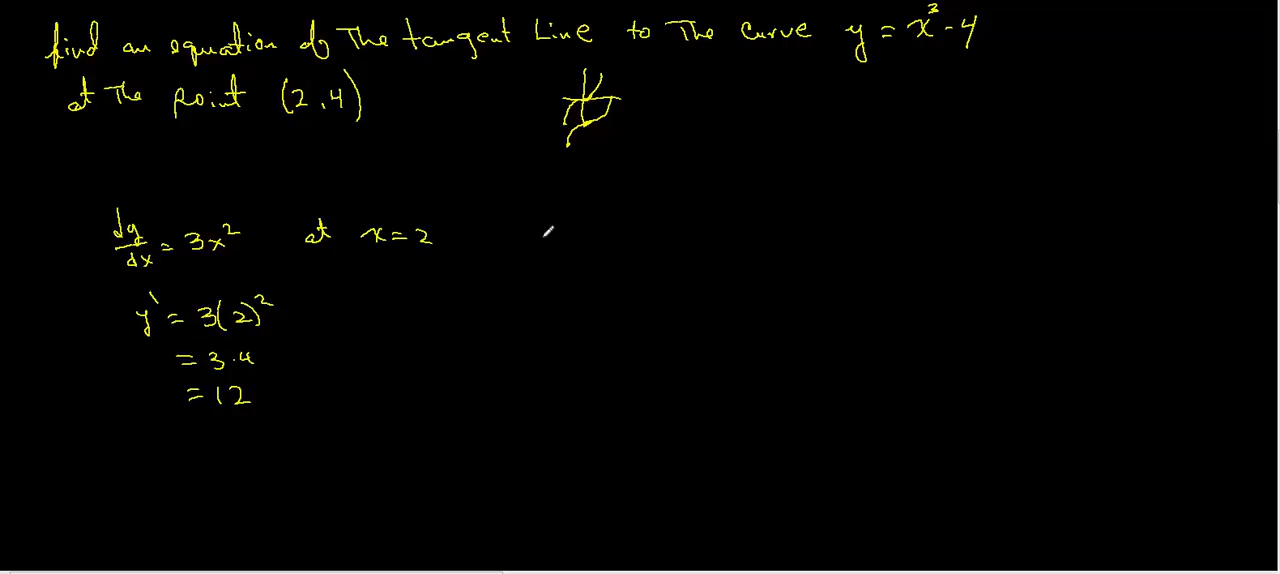 find an equation of The tangent Line to The curve y = x³ - 4
at The point (2,4)
dy/dx = 3x² at x = 2
y' = 3(2)²
= 3.4
= 12